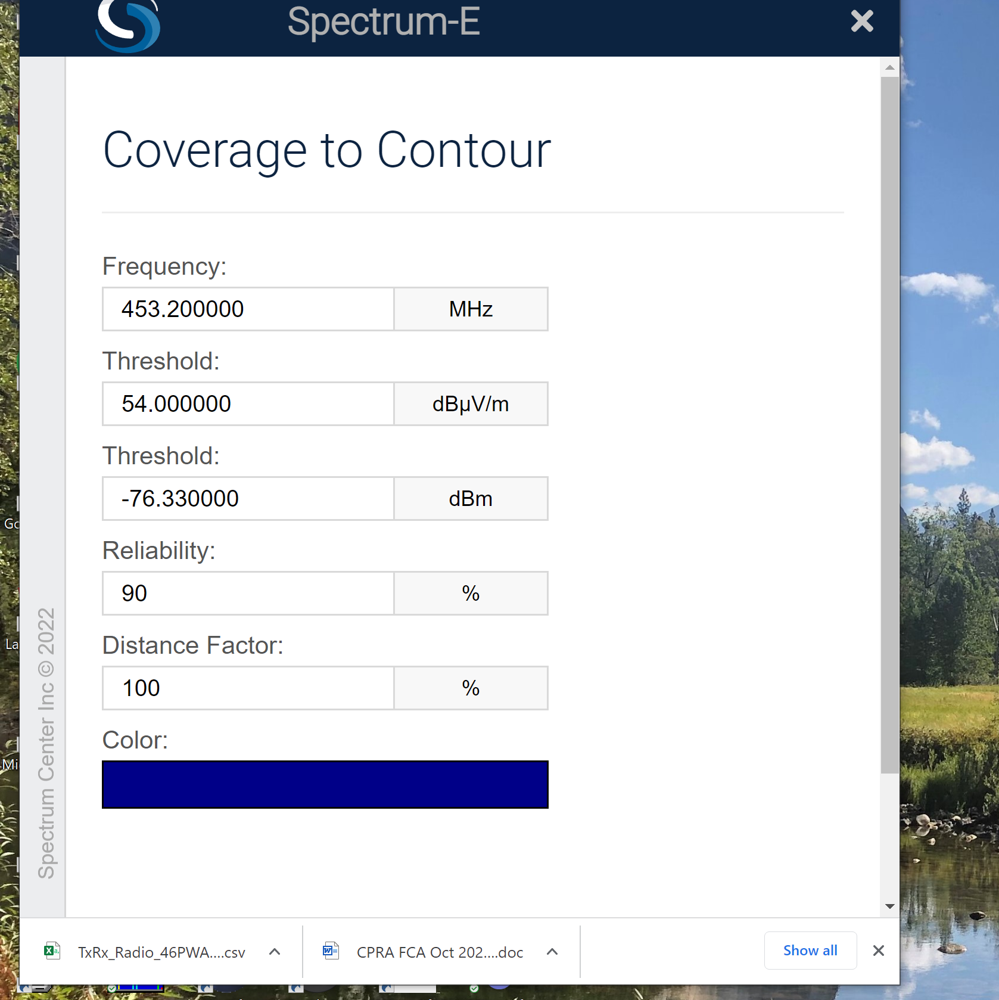 Spectrum-E
Coverage to Contour
Frequency:
453.200000 MHz
Threshold:
54.000000 dBµV/m
Threshold:
-76.330000 dBm
Reliability:
90 %
Distance Factor:
100 %
Color:
Spectrum Center Inc © 2022
Go
La
Mi
TxRx_Radio_46PWA....csv
CPRA FCA Oct 202....doc
Show all